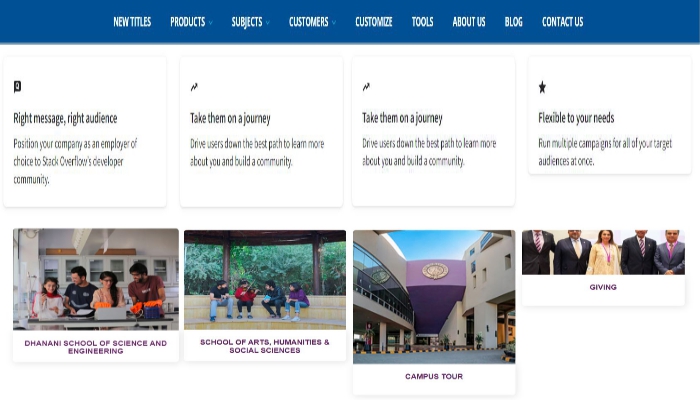 NEW TITLES PRODUCTS SUBJECTS CUSTOMERS CUSTOMIZE TOOLS ABOUT US BLOG CONTACT US
Right message, right audience
Position your company as an employer of
choice to Stack Overflow's developer
community.
Take them on a journey
Drive users down the best path to learn more
about you and build a community.
Take them on a journey
Drive users down the best path to learn more
about you and build a community.
Flexible to your needs
Run multiple campaigns for all of your target
audiences at once.
DHANANI SCHOOL OF SCIENCE AND
ENGINEERING
SCHOOL OF ARTS, HUMANITIES &
SOCIAL SCIENCES
CAMPUS TOUR
GIVING